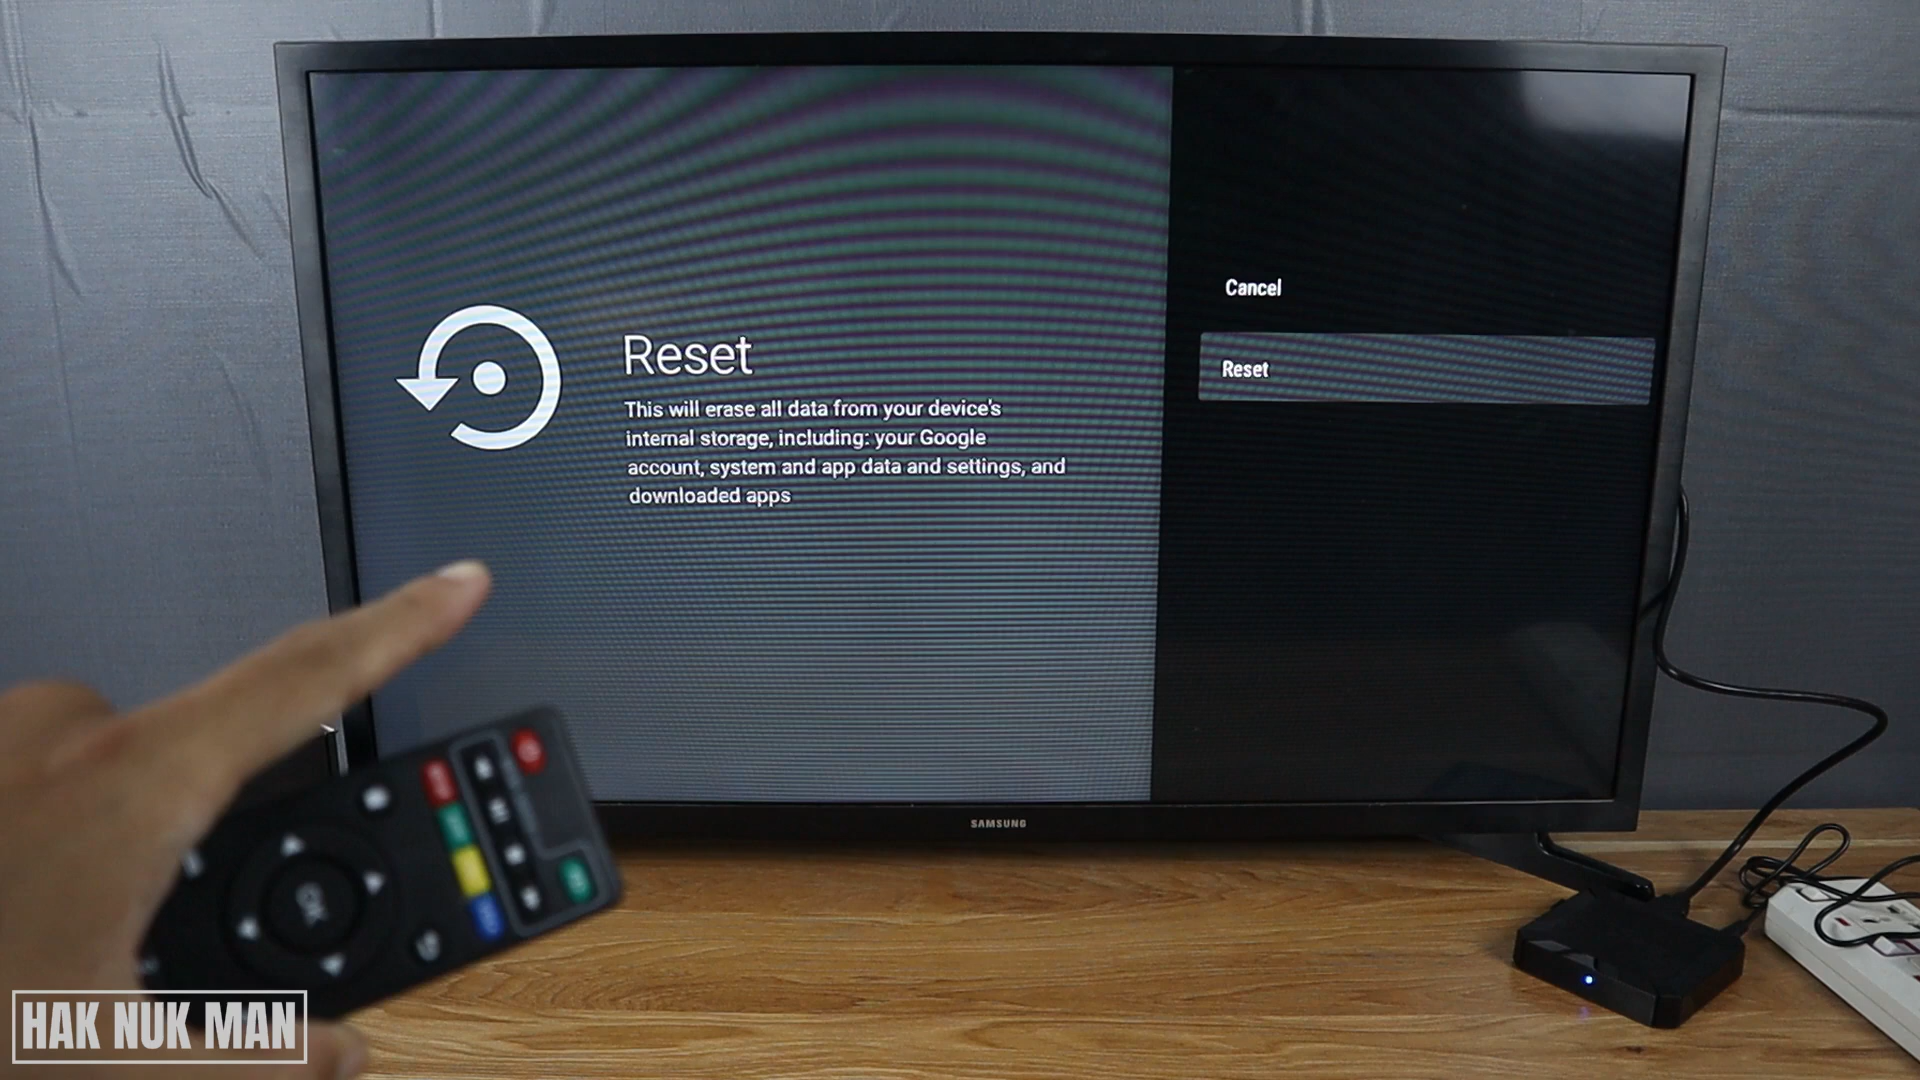 Reset
This will erase all data from your device's
internal storage, including: your Google
account, system and app data and settings, and
downloaded apps
Cancel
Reset
SAMSUNG
OK
HAK NUK MAN